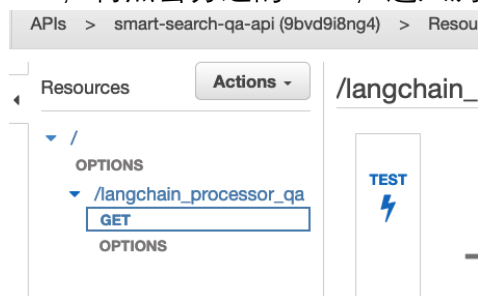 APIs > smart-search-qa-api (9bvd9i8ng4) > Resou
Resources
Actions
/langchain_
/
OPTIONS
/langchain_processor_qa
GET
OPTIONS
TEST